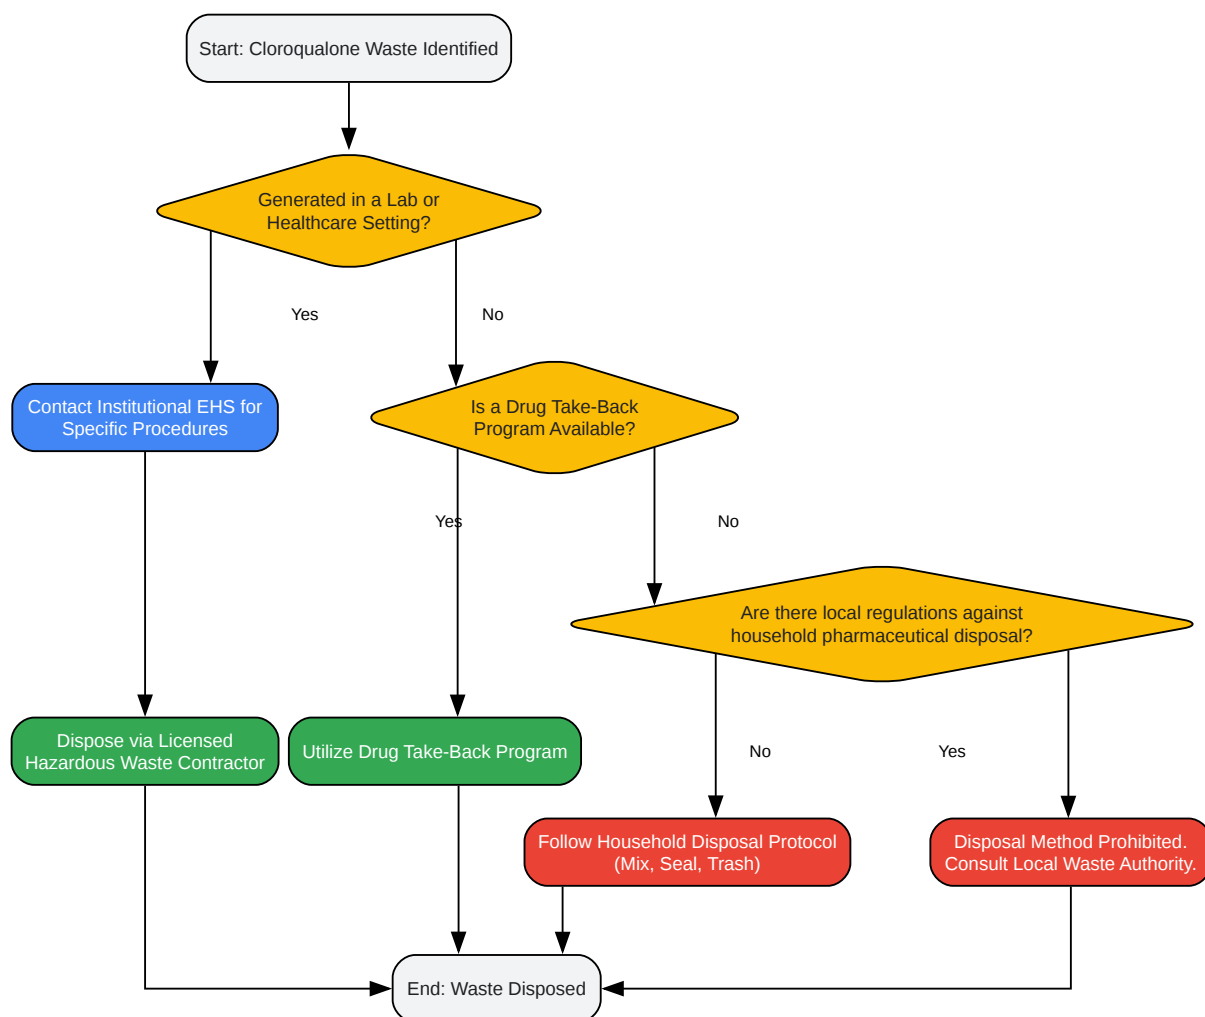 Start: Cloroqualone Waste Identified
Generated in a Lab or
Healthcare Setting?
Yes
No
Contact Institutional EHS for
Specific Procedures
Is a Drug Take-Back
Program Available?
Yes
No
Are there local regulations against
household pharmaceutical disposal?
Dispose via Licensed
Hazardous Waste Contractor
Utilize Drug Take-Back Program
No
Yes
Follow Household Disposal Protocol
(Mix, Seal, Trash)
Disposal Method Prohibited.
Consult Local Waste Authority.
End: Waste Disposed